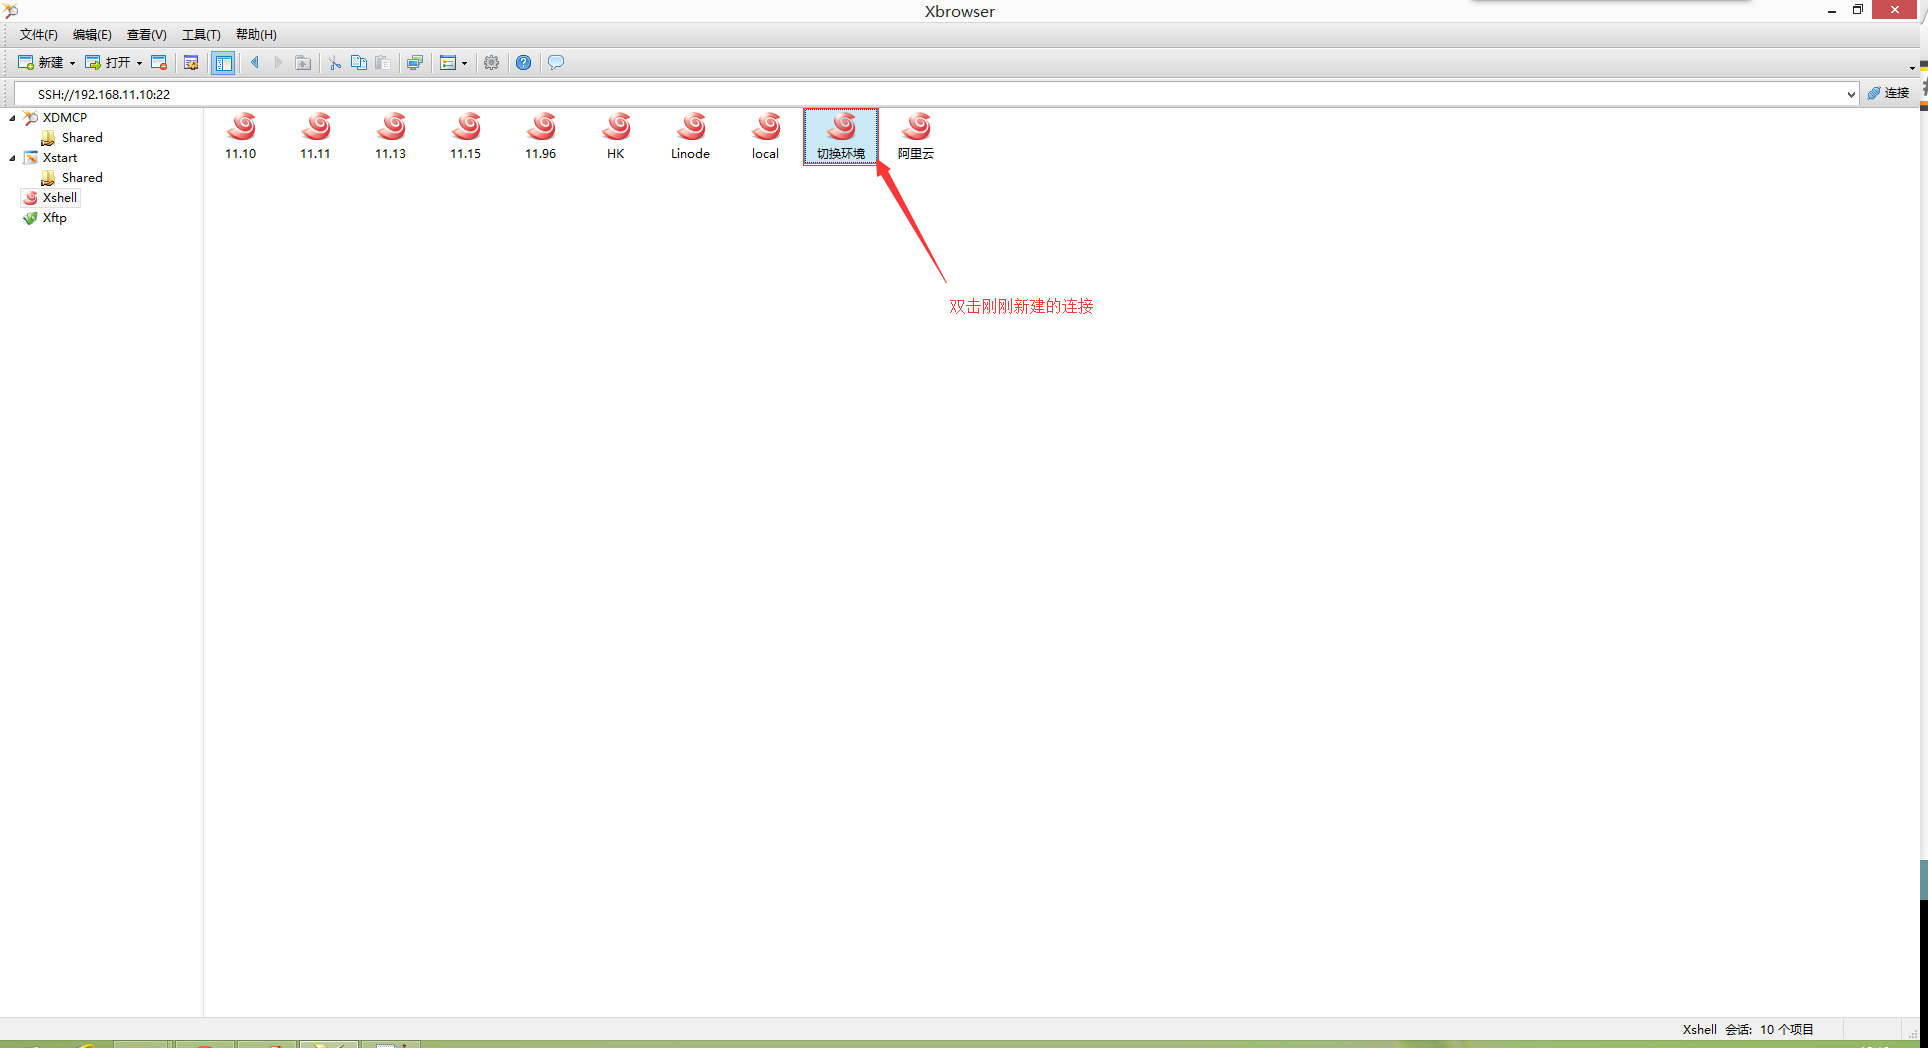 Xbrowser
文件(F) 编辑(E) 查看(V) 工具(T) 帮助(H)
新建 打开
SSH://192.168.11.10:22 连接
XDMCP
Shared
Xstart
Shared
Xshell
Xftp
11.10 11.11 11.13 11.15 11.96 HK Linode local 切换环境 阿里云
双击刚刚新建的连接
Xshell 会话: 10 个项目